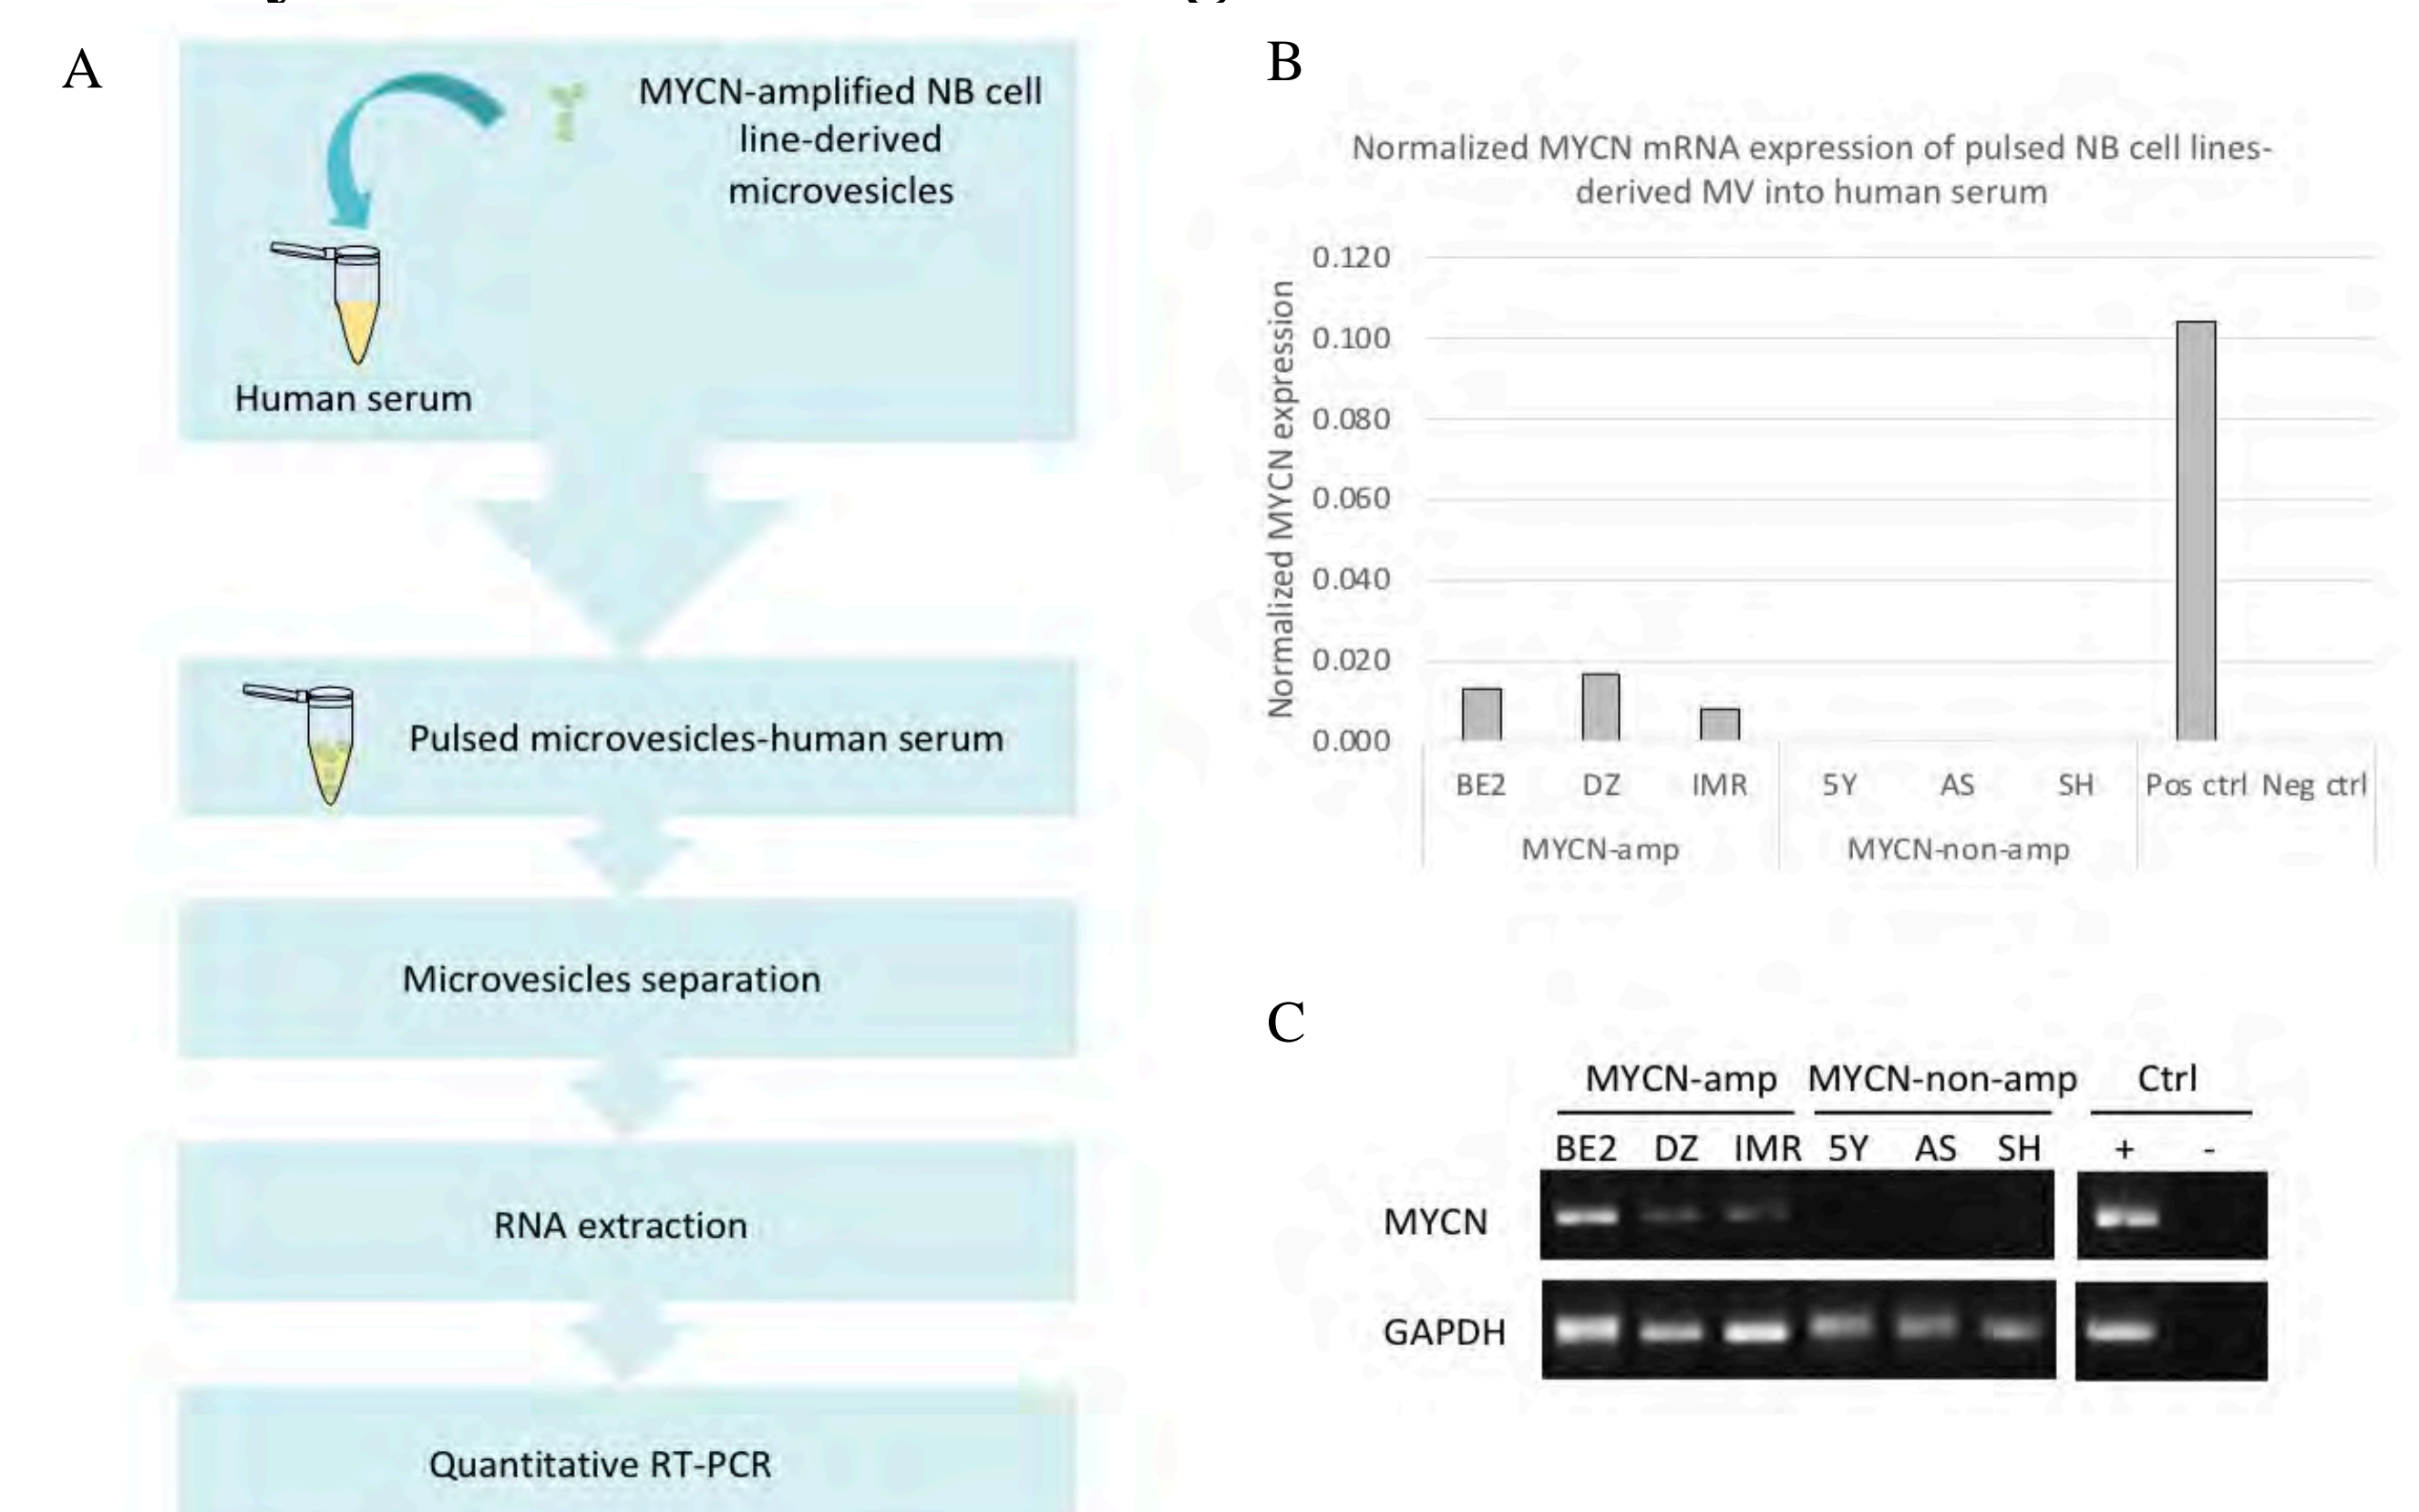 A
MYCN-amplified NB cell
line-derived
microvesicles
Human serum
Pulsed microvesicles-human serum
Microvesicles separation
RNA extraction
Quantitative RT-PCR
B
Normalized MYCN mRNA expression of pulsed NB cell lines-
derived MV into human serum
Normalized MYCN expression
0.120
0.100
0.080
0.060
0.040
0.020
0.000
BE2 DZ IMR 5Y AS SH Pos ctrl Neg ctrl
MYCN-amp MYCN-non-amp
C
MYCN-amp MYCN-non-amp Ctrl
BE2 DZ IMR 5Y AS SH + -
MYCN
GAPDH